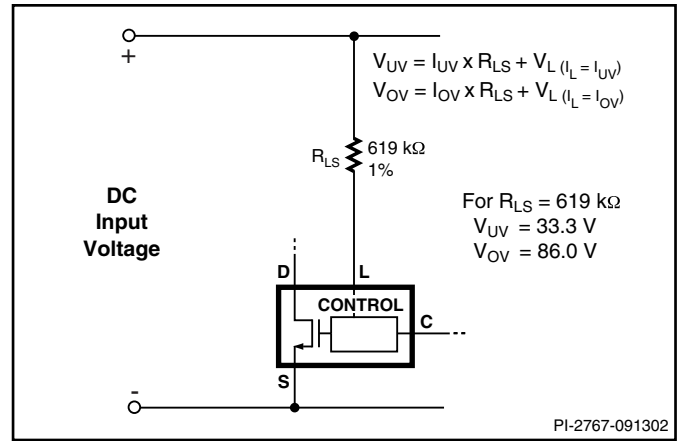 +
V_UV = I_UV x R_LS + V_L (I_L = I_UV)
V_OV = I_OV x R_LS + V_L (I_L = I_OV)
R_LS
619 kΩ
1%
DC
Input
Voltage
For R_LS = 619 kΩ
V_UV = 33.3 V
V_OV = 86.0 V
D
L
CONTROL
C
S
-
PI-2767-091302